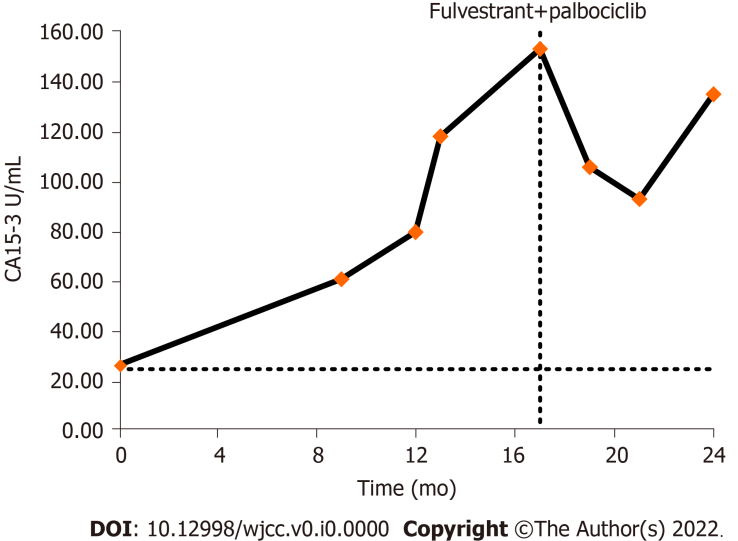 Fulvestrant+palbociclib
160.00
140.00
120.00
100.00
80.00
60.00
40.00
20.00
0.00
CA15-3 U/mL
0 4 8 12 16 20 24
Time (mo)
DOI: 10.12998/wjcc.v0.i0.0000 Copyright ©The Author(s) 2022.